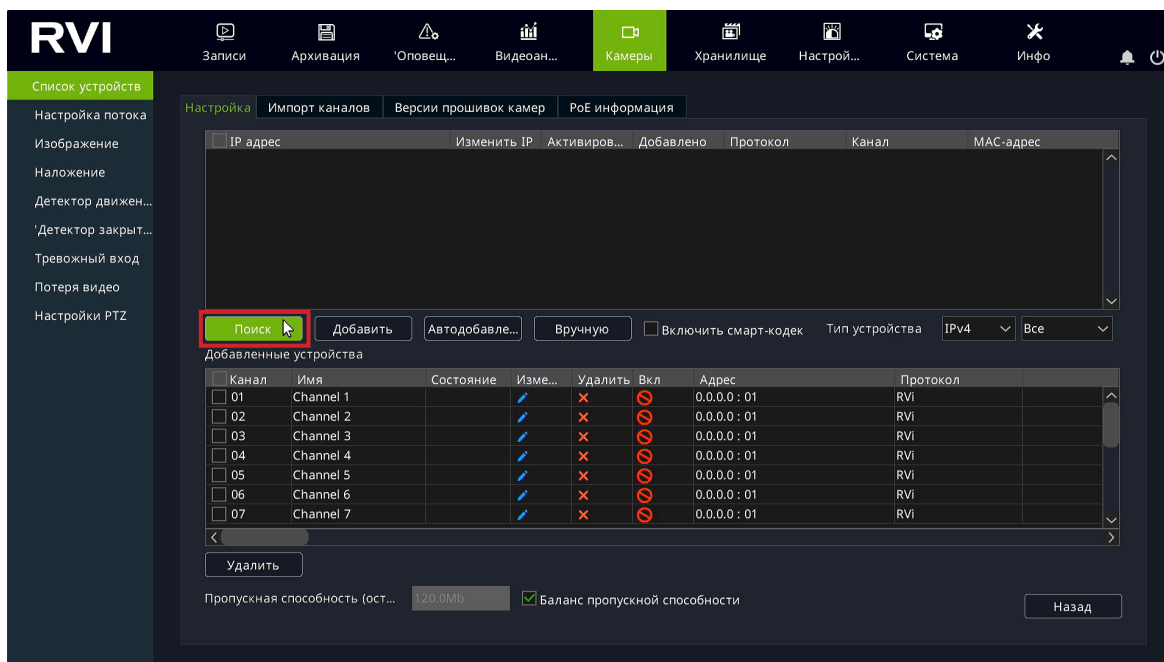 RVI
Записи Архивация 'Оповещ... Видеоан... Камеры Хранилище Настрой... Система Инфо
Список устройств
Настройка потока
Изображение
Наложение
Детектор движен...
'Детектор закрыт...
Тревожный вход
Потеря видео
Настройки PTZ
Настройка Импорт каналов Версии прошивок камер PoE информация
IP адрес Изменить IP Активиров... Добавлено Протокол Канал MAC-адрес
Поиск Добавить Автодобавле... Вручную Включить смарт-кодек Тип устройства IPv4 Все
Добавленные устройства
Канал Имя Состояние Изме... Удалить Вкл Адрес Протокол
01 Channel 1 0.0.0.0 : 01 RVi
02 Channel 2 0.0.0.0 : 01 RVi
03 Channel 3 0.0.0.0 : 01 RVi
04 Channel 4 0.0.0.0 : 01 RVi
05 Channel 5 0.0.0.0 : 01 RVi
06 Channel 6 0.0.0.0 : 01 RVi
07 Channel 7 0.0.0.0 : 01 RVi
Удалить
Пропускная способность (ост... 120.0Mb Баланс пропускной способности
Назад